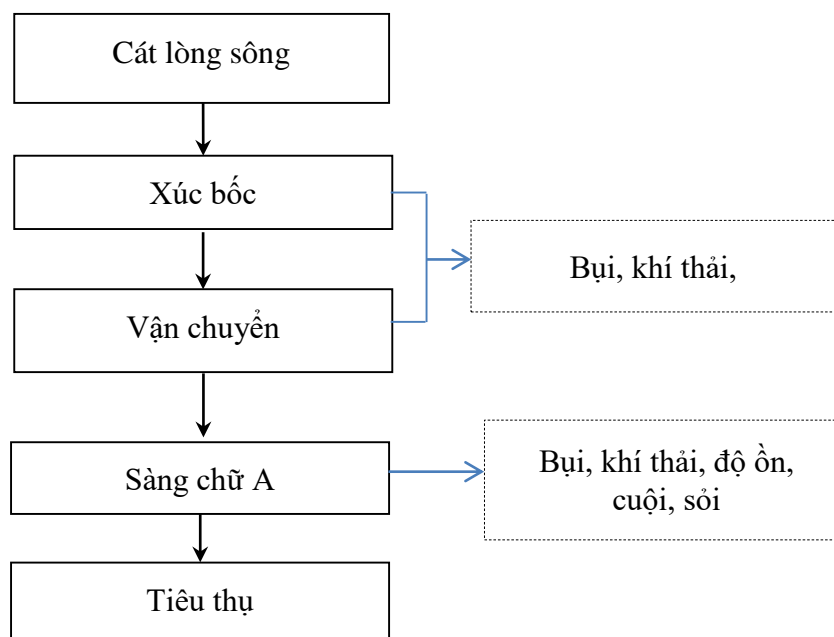 Cát lòng sông
Xúc bốc
Bụi, khí thải,
Vận chuyển
Sàng chữ A
Bụi, khí thải, độ ồn,
cuội, sỏi
Tiêu thụ